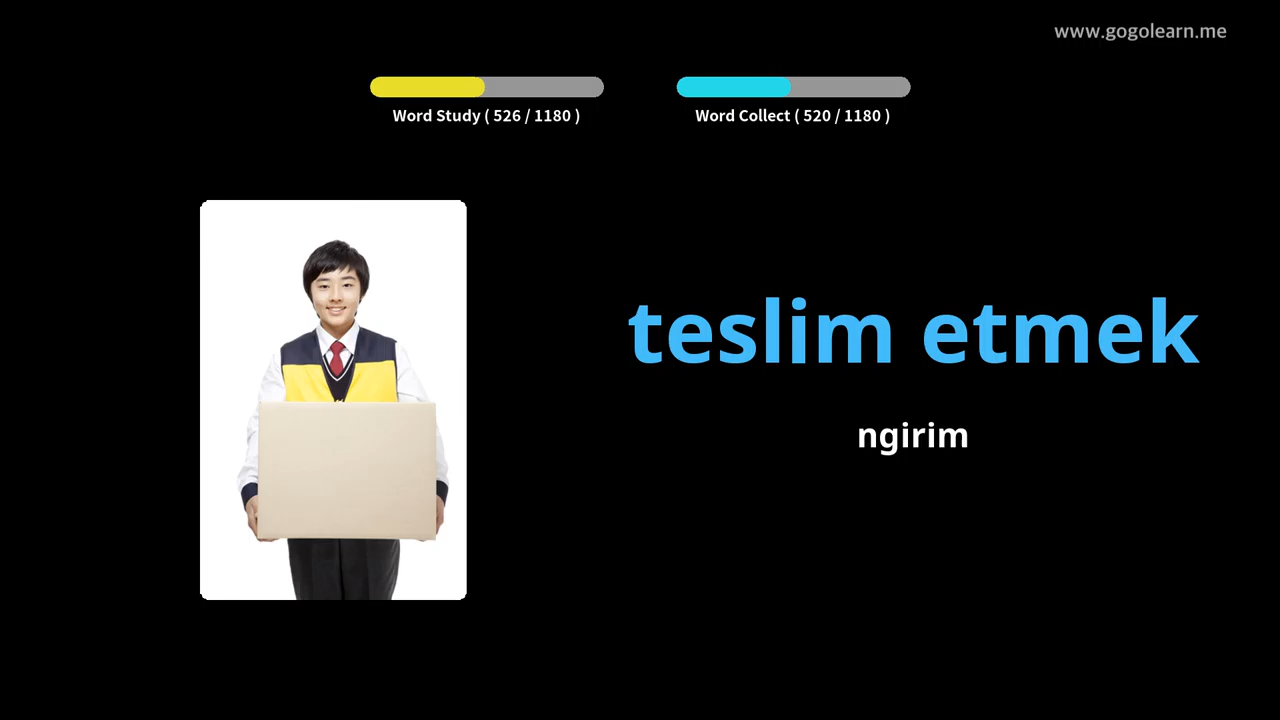 www.gogolearn.me
Word Study ( 526 / 1180 )
Word Collect ( 520 / 1180 )
teslim etmek
ngirim